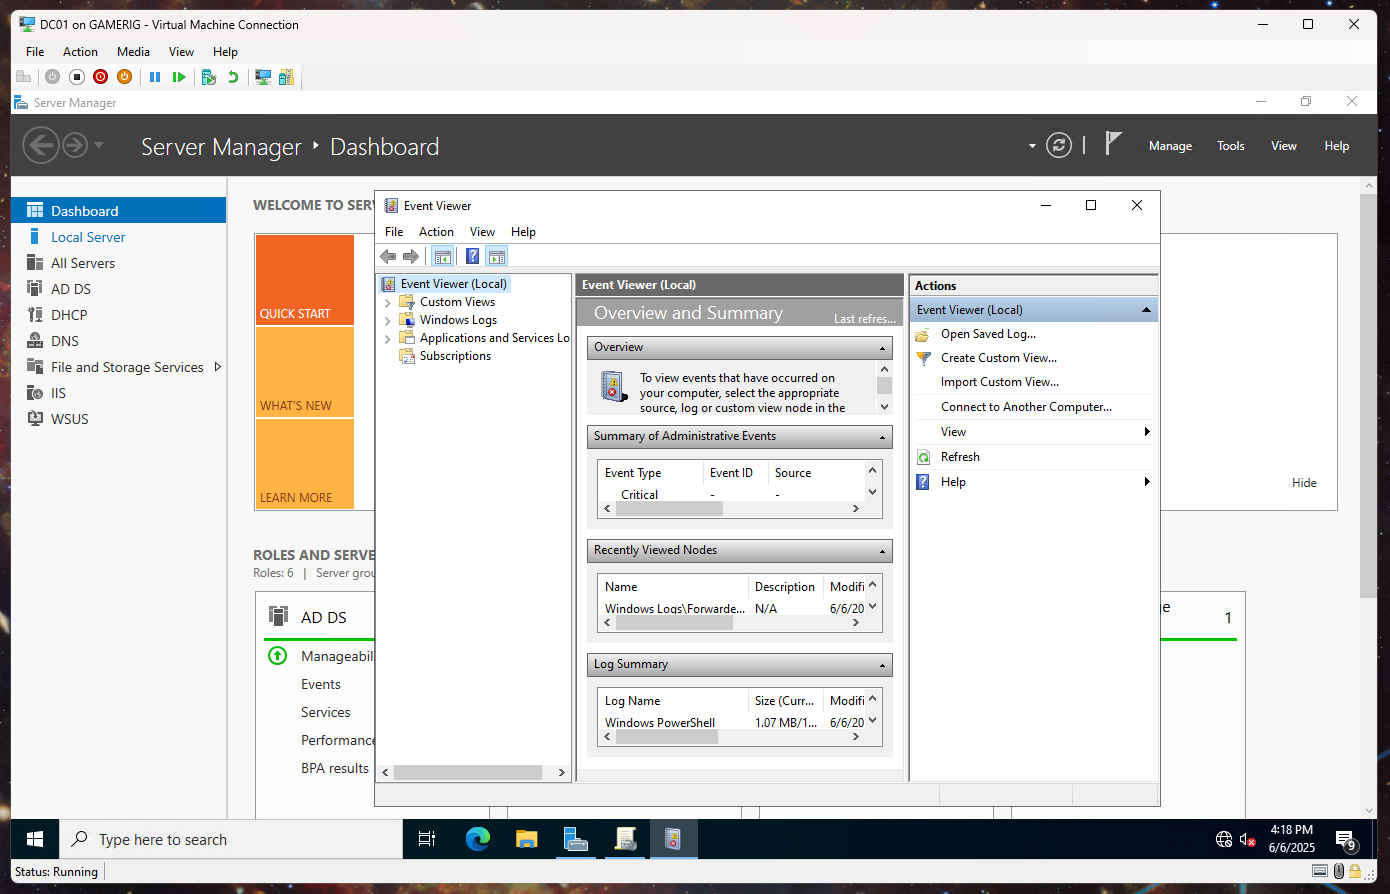 DC01 on GAMERIG - Virtual Machine Connection
File Action Media View Help
Server Manager
Server Manager ‣ Dashboard
Manage Tools View Help
Dashboard
Local Server
All Servers
AD DS
DHCP
DNS
File and Storage Services
IIS
WSUS
WELCOME TO SERV
QUICK START
WHAT'S NEW
LEARN MORE
Hide
ROLES AND SERVE
Roles: 6 | Server grou
AD DS
Manageabil
Events
Services
Performance
BPA results
ge
1
Event Viewer
File Action View Help
Event Viewer (Local)
Custom Views
Windows Logs
Applications and Services Lo
Subscriptions
Event Viewer (Local)
Overview and Summary
Last refres...
Overview
To view events that have occurred on
your computer, select the appropriate
source, log or custom view node in the
Summary of Administrative Events
Event Type Event ID Source
Critical - -
Recently Viewed Nodes
Name Description Modifi
Windows Logs\Forwarde... N/A 6/6/20
Log Summary
Log Name Size (Curr... Modifi
Windows PowerShell 1.07 MB/1... 6/6/20
Actions
Event Viewer (Local)
Open Saved Log...
Create Custom View...
Import Custom View...
Connect to Another Computer...
View
Refresh
Help
Type here to search
4:18 PM
6/6/2025
9
Status: Running